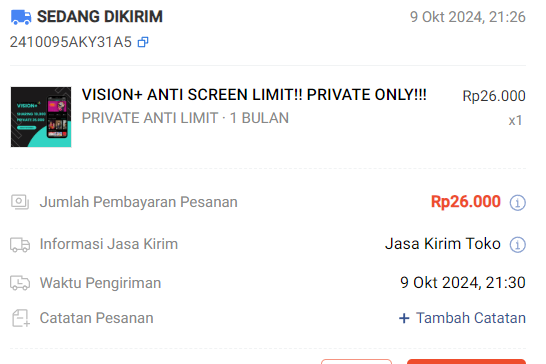 SEDANG DIKIRIM
9 Okt 2024, 21:26
2410095AKY31A5
VISION+ ANTI SCREEN LIMIT!! PRIVATE ONLY!!!
Rp26.000
PRIVATE ANTI LIMIT · 1 BULAN
x1
VISION+
Jumlah Pembayaran Pesanan
Rp26.000
Informasi Jasa Kirim
Jasa Kirim Toko
Waktu Pengiriman
9 Okt 2024, 21:30
Catatan Pesanan
+ Tambah Catatan